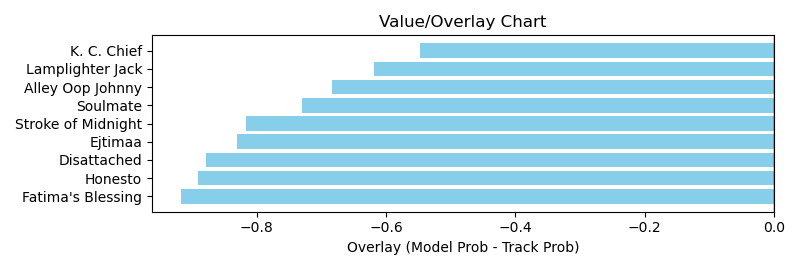 Value/Overlay Chart
K. C. Chief
Lamplighter Jack
Alley Oop Johnny
Soulmate
Stroke of Midnight
Ejtimaa
Disattached
Honesto
Fatima's Blessing
−0.8 −0.6 −0.4 −0.2 0.0
Overlay (Model Prob - Track Prob)